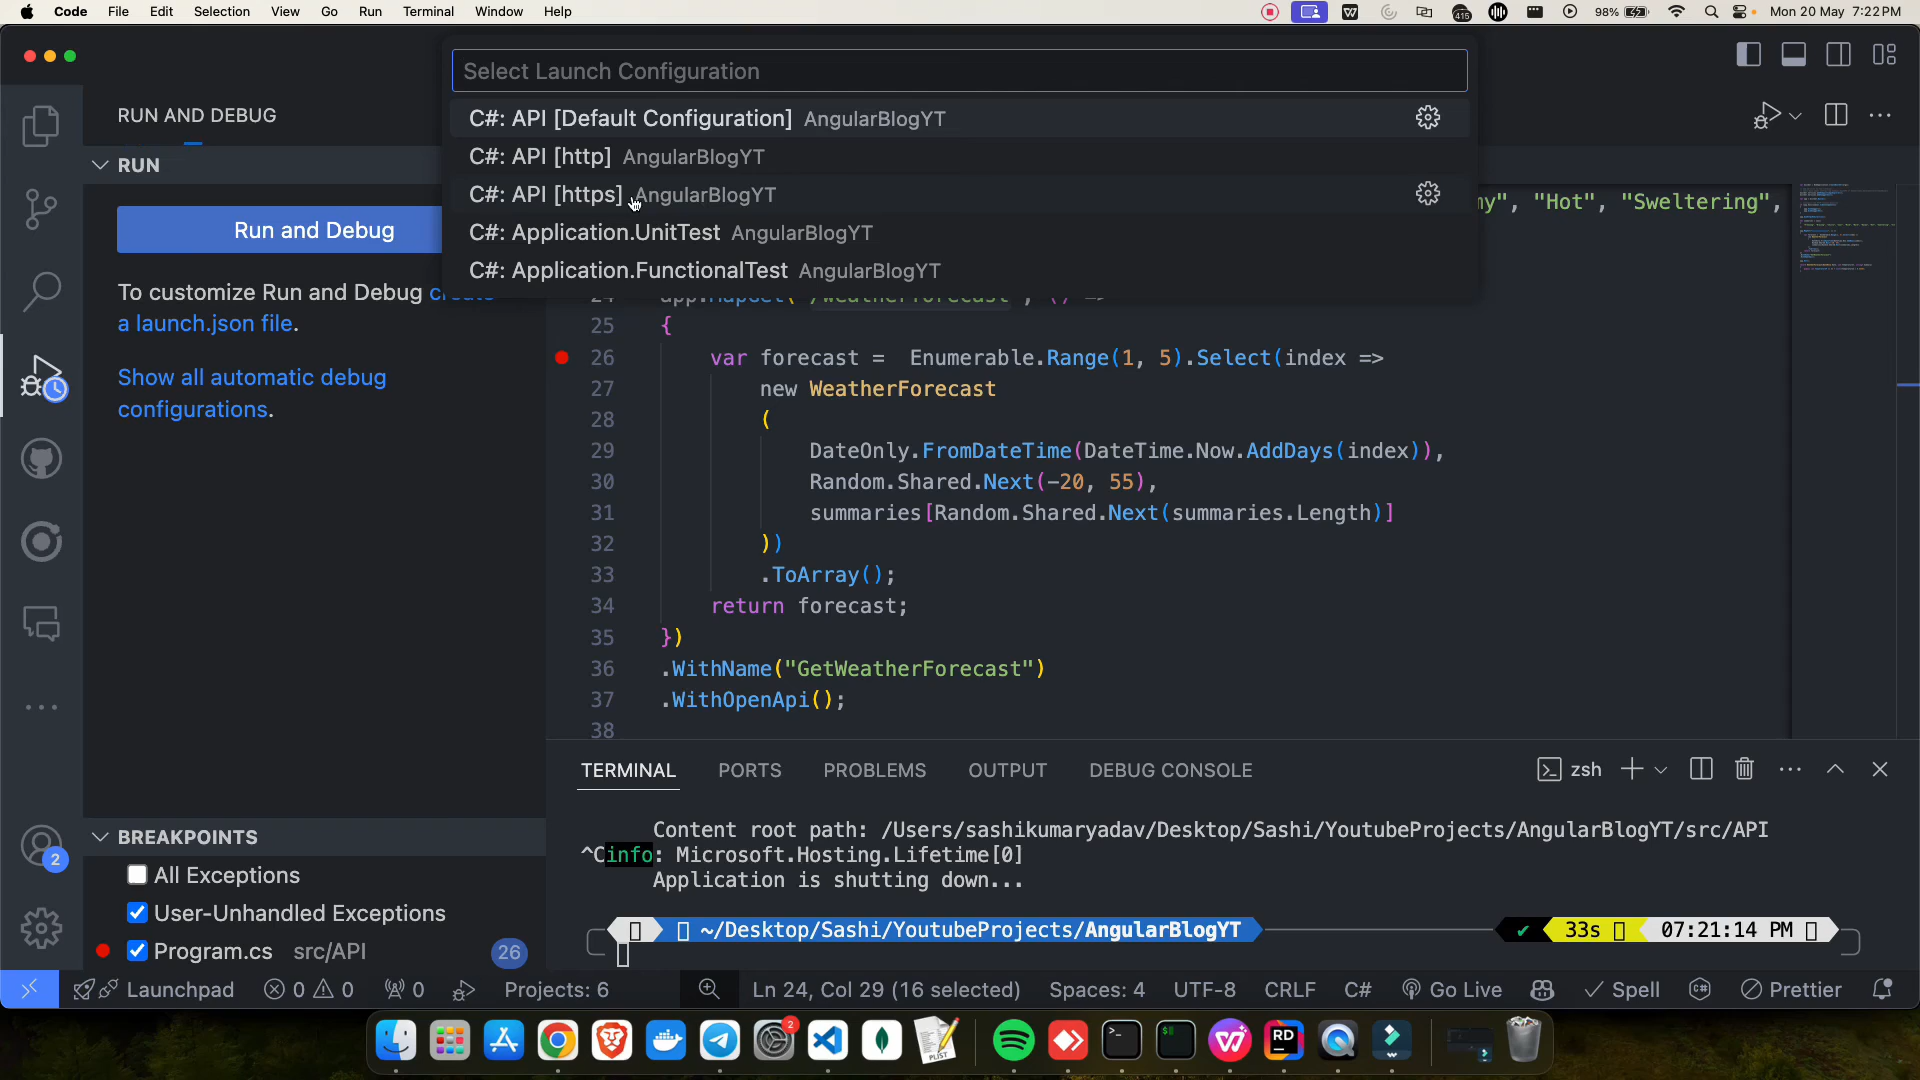 Code File Edit Selection View Go Run Terminal Window Help 415 98% Mon 20 May 7:22 PM
Select Launch Configuration
C#: API [Default Configuration] AngularBlogYT
C#: API [http] AngularBlogYT
C#: API [https] AngularBlogYT
C#: Application.UnitTest AngularBlogYT
C#: Application.FunctionalTest AngularBlogYT
RUN AND DEBUG
RUN
Run and Debug
To customize Run and Debug create
a launch.json file.
Show all automatic debug
configurations.
"Hot", "Sweltering",
24 app.MapGet("/weatherforecast", () =>
25 {
26 var forecast = Enumerable.Range(1, 5).Select(index =>
27 new WeatherForecast
28 (
29 DateOnly.FromDateTime(DateTime.Now.AddDays(index)),
30 Random.Shared.Next(-20, 55),
31 summaries[Random.Shared.Next(summaries.Length)]
32 ))
33 .ToArray();
34 return forecast;
35 })
36 .WithName("GetWeatherForecast")
37 .WithOpenApi();
38
2
BREAKPOINTS
All Exceptions
User-Unhandled Exceptions
Program.cs src/API 26
TERMINAL PORTS PROBLEMS OUTPUT DEBUG CONSOLE zsh
Content root path: /Users/sashikumaryadav/Desktop/Sashi/YoutubeProjects/AngularBlogYT/src/API
^Cinfo: Microsoft.Hosting.Lifetime[0]
Application is shutting down...
~/Desktop/Sashi/YoutubeProjects/AngularBlogYT ✔ 33s 07:21:14 PM
Launchpad 0 0 0 Projects: 6 Ln 24, Col 29 (16 selected) Spaces: 4 UTF-8 CRLF C# Go Live Spell Prettier
2 PLIST RD